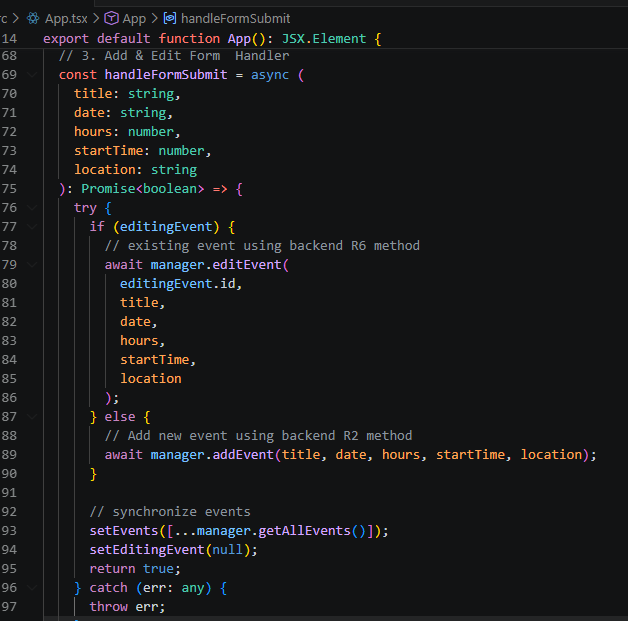 rc > App.tsx > App > handleFormSubmit
14 export default function App(): JSX.Element {
68 // 3. Add & Edit Form  Handler
69 const handleFormSubmit = async (
70 title: string,
71 date: string,
72 hours: number,
73 startTime: number,
74 location: string
75 ): Promise<boolean> => {
76 try {
77 if (editingEvent) {
78 // existing event using backend R6 method
79 await manager.editEvent(
80 editingEvent.id,
81 title,
82 date,
83 hours,
84 startTime,
85 location
86 );
87 } else {
88 // Add new event using backend R2 method
89 await manager.addEvent(title, date, hours, startTime, location);
90 }
91
92 // synchronize events
93 setEvents([...manager.getAllEvents()]);
94 setEditingEvent(null);
95 return true;
96 } catch (err: any) {
97 throw err;